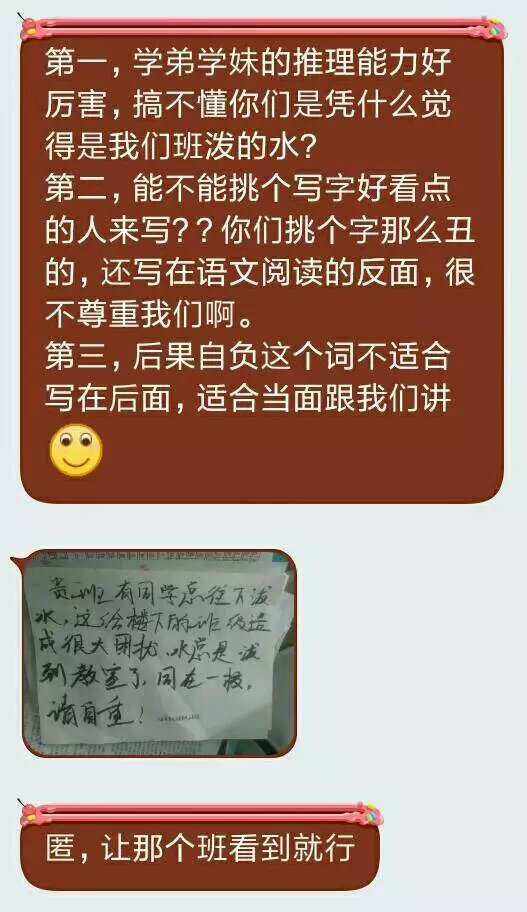 第一，学弟学妹的推理能力好
厉害，搞不懂你们是凭什么觉
得是我们班泼的水？
第二，能不能挑个写字好看点
的人来写？？你们挑个字那么丑
的，还写在语文阅读的反面，很
不尊重我们啊。
第三，后果自负这个词不适合
写在后面，适合当面跟我们讲
贵班有同学总往下泼
水，这给楼下的班级造
成很大困扰，水总是泼
到教室了，同在一校，
请自重！
匿，让那个班看到就行